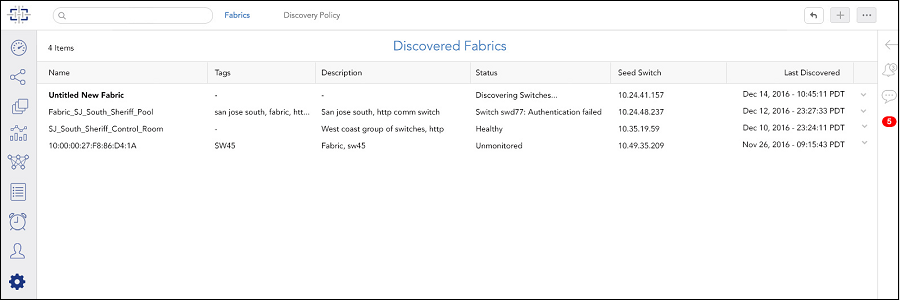 Fabrics Discovery Policy
4 Items
Discovered Fabrics
Name Tags Description Status Seed Switch Last Discovered
Untitled New Fabric - - Discovering Switches... 10.24.41.157 Dec 14, 2016 - 10:45:11 PDT
Fabric_SJ_South_Sheriff_Pool san jose south, fabric, htt... San jose south, http comm switch Switch swd77: Authentication failed 10.24.48.237 Dec 12, 2016 - 23:27:33 PDT
SJ_South_Sheriff_Control_Room - West coast group of switches, http Healthy 10.35.19.59 Dec 10, 2016 - 23:24:11 PDT
10:00:00:27:F8:86:D4:1A SW45 Fabric, sw45 Unmonitored 10.49.35.209 Nov 26, 2016 - 09:15:43 PDT
5